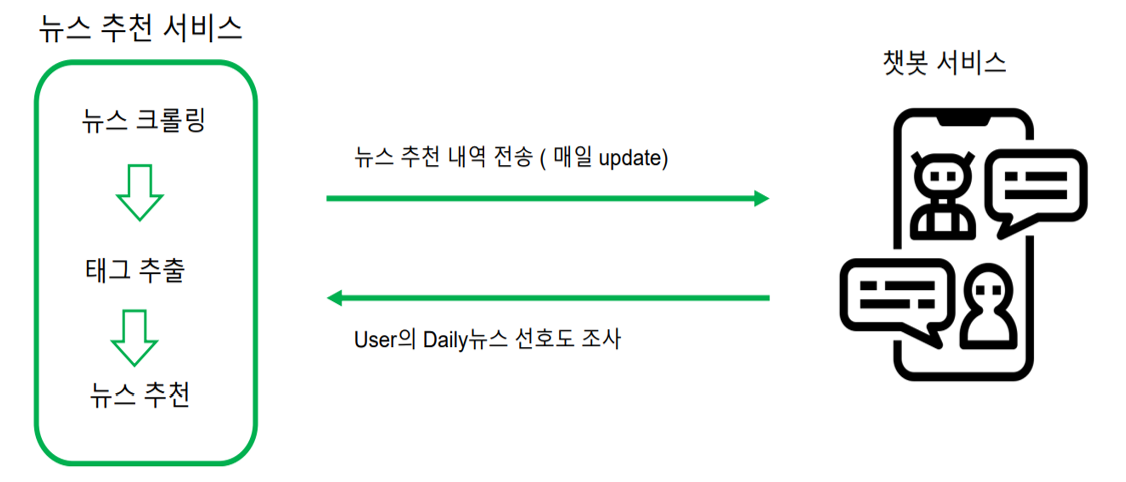 뉴스 추천 서비스
뉴스 크롤링
태그 추출
뉴스 추천
뉴스 추천 내역 전송 ( 매일 update)
User의 Daily뉴스 선호도 조사
챗봇 서비스